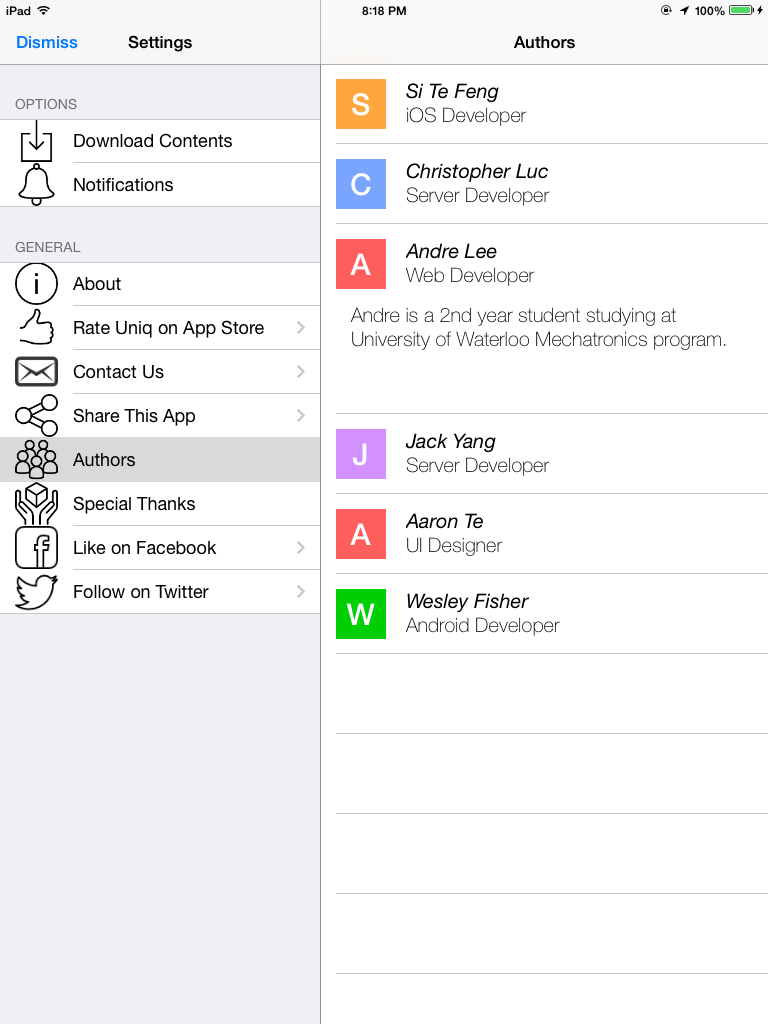 iPad
8:18 PM
100%
Dismiss
Settings
OPTIONS
Download Contents
Notifications
GENERAL
About
Rate Uniq on App Store
Contact Us
Share This App
Authors
Special Thanks
Like on Facebook
Follow on Twitter
Authors
S
Si Te Feng
iOS Developer
C
Christopher Luc
Server Developer
A
Andre Lee
Web Developer
Andre is a 2nd year student studying at
University of Waterloo Mechatronics program.
J
Jack Yang
Server Developer
A
Aaron Te
UI Designer
W
Wesley Fisher
Android Developer